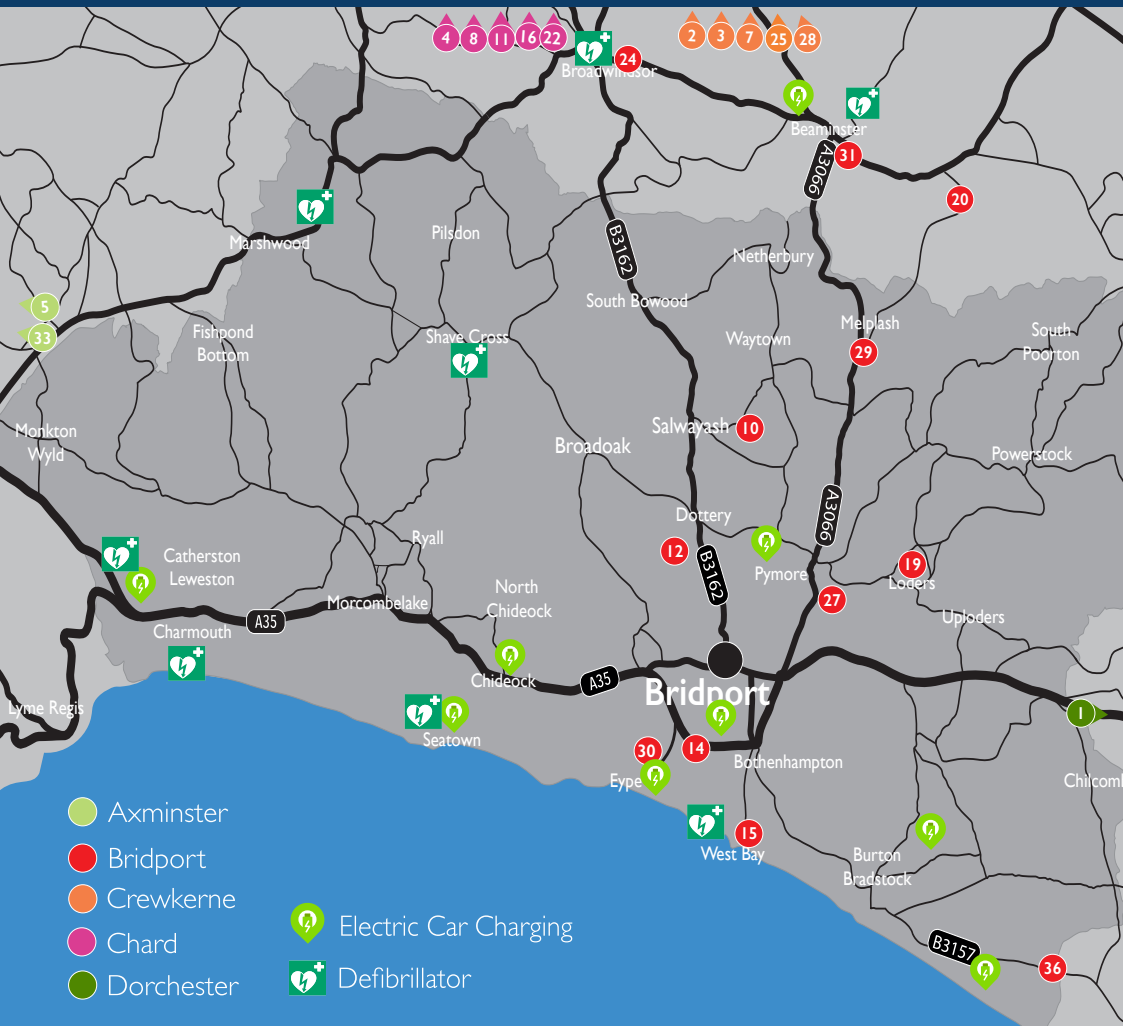 4 8 11 16 22
2 3 7 25 28
24
Broadwindsor
Beaminster
31
A3066
20
Marshwood
Pilsdon
B3162
Netherbury
5
33
South Bowood
Fishpond
Bottom
Shave Cross
Waytown
Melplash
29
South
Poorton
Monkton
Wyld
Salwayash 10
Broadoak
Powerstock
Dottery
A3066
Ryall
12
B3162
Pymore
19
Loders
27
Catherston
Leweston
North
Chideock
Morcombelake
Uploders
A35
Charmouth
Chideock
A35
Bridport
Lyme Regis
Seatown
1
30
14
Bothenhampton
Eype
Chilcom
15
West Bay
Burton
Bradstock
B3157
36
Axminster
Bridport
Crewkerne
Chard
Dorchester
Electric Car Charging
Defibrillator